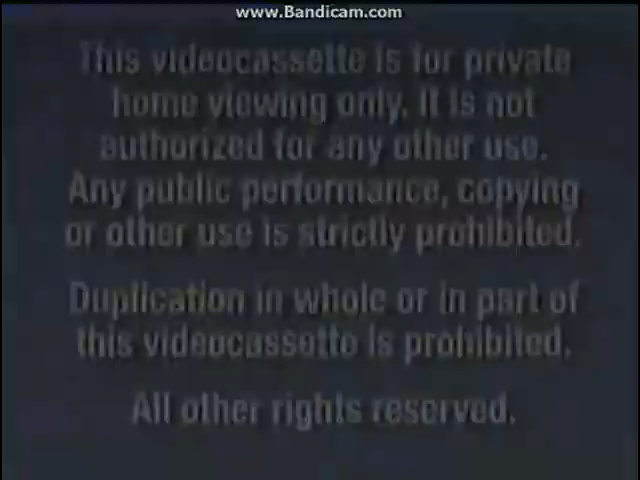 www.Bandicam.com
This videocassette is for private
home viewing only. It is not
authorized for any other use.
Any public performance, copying
or other use is strictly prohibited.
Duplication in whole or in part of
this videocassette is prohibited.
All other rights reserved.